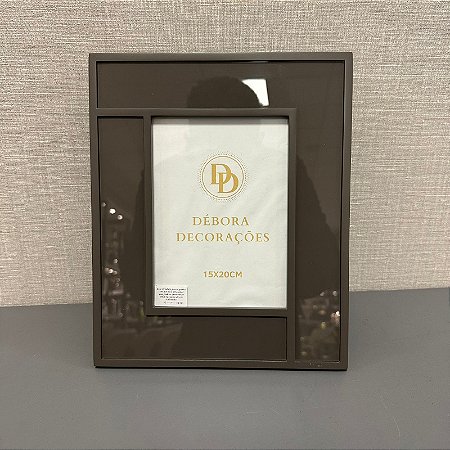 DD
DÉBORA
DECORAÇÕES
15X20CM